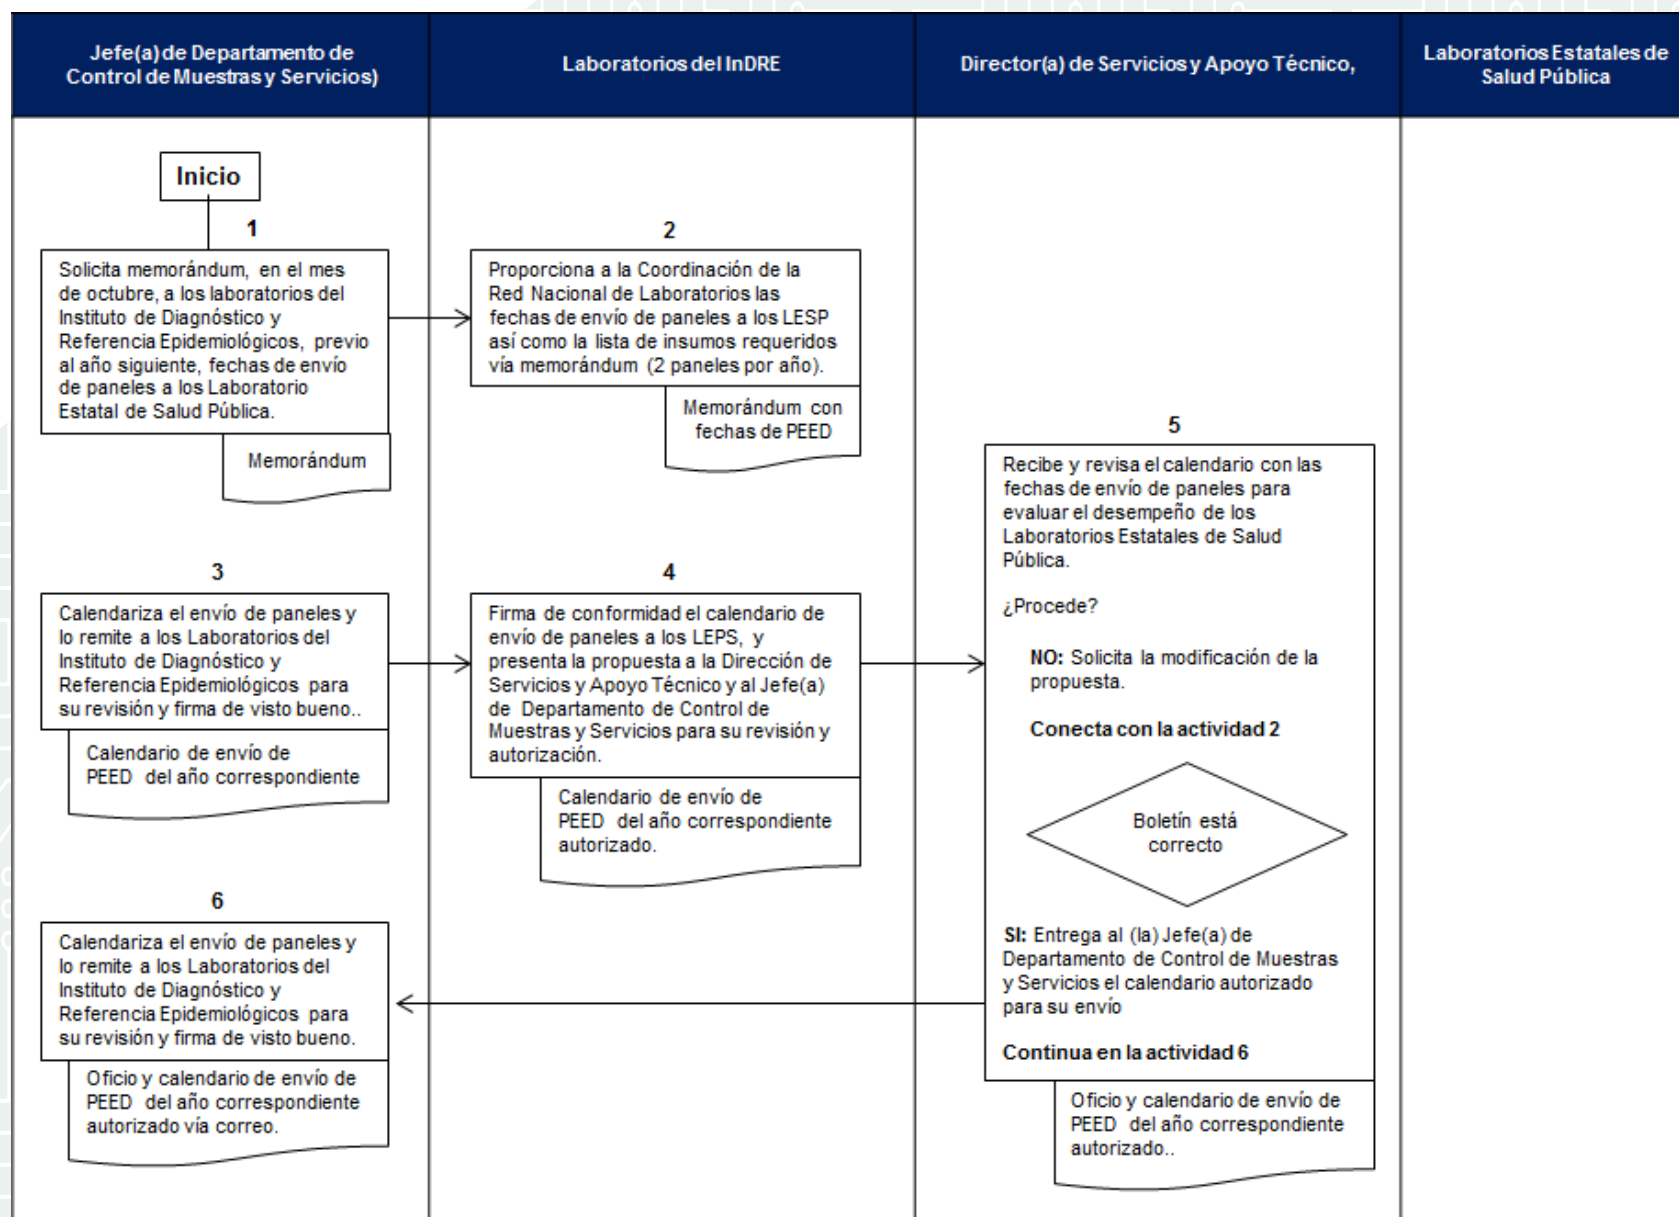 Jefe(a) de Departamento de
Control de Muestras y Servicios)
Laboratorios del InDRE
Director(a) de Servicios y Apoyo Técnico,
Laboratorios Estatales de
Salud Pública
Inicio
1
Solicita memorándum, en el mes
de octubre, a los laboratorios del
Instituto de Diagnóstico y
Referencia Epidemiológicos, previo
al año siguiente, fechas de envío
de paneles a los Laboratorio
Estatal de Salud Pública.
Memorándum
2
Proporciona a la Coordinación de la
Red Nacional de Laboratorios las
fechas de envío de paneles a los LESP
así como la lista de insumos requeridos
vía memorándum (2 paneles por año).
Memorándum con
fechas de PEED
3
Calendariza el envío de paneles y
lo remite a los Laboratorios del
Instituto de Diagnóstico y
Referencia Epidemiológicos para
su revisión y firma de visto bueno..
Calendario de envío de
PEED del año correspondiente
4
Firma de conformidad el calendario de
envío de paneles a los LEPS, y
presenta la propuesta a la Dirección de
Servicios y Apoyo Técnico y al Jefe(a)
de Departamento de Control de
Muestras y Servicios para su revisión y
autorización.
Calendario de envío de
PEED del año correspondiente
autorizado.
5
Recibe y revisa el calendario con las
fechas de envío de paneles para
evaluar el desempeño de los
Laboratorios Estatales de Salud
Pública.
¿Procede?
NO: Solicita la modificación de la
propuesta.
Conecta con la actividad 2
Boletín está
correcto
SI: Entrega al (la) Jefe(a) de
Departamento de Control de Muestras
y Servicios el calendario autorizado
para su envío
Continua en la actividad 6
Oficio y calendario de envío de
PEED del año correspondiente
autorizado..
6
Calendariza el envío de paneles y
lo remite a los Laboratorios del
Instituto de Diagnóstico y
Referencia Epidemiológicos para
su revisión y firma de visto bueno.
Oficio y calendario de envío de
PEED del año correspondiente
autorizado vía correo.